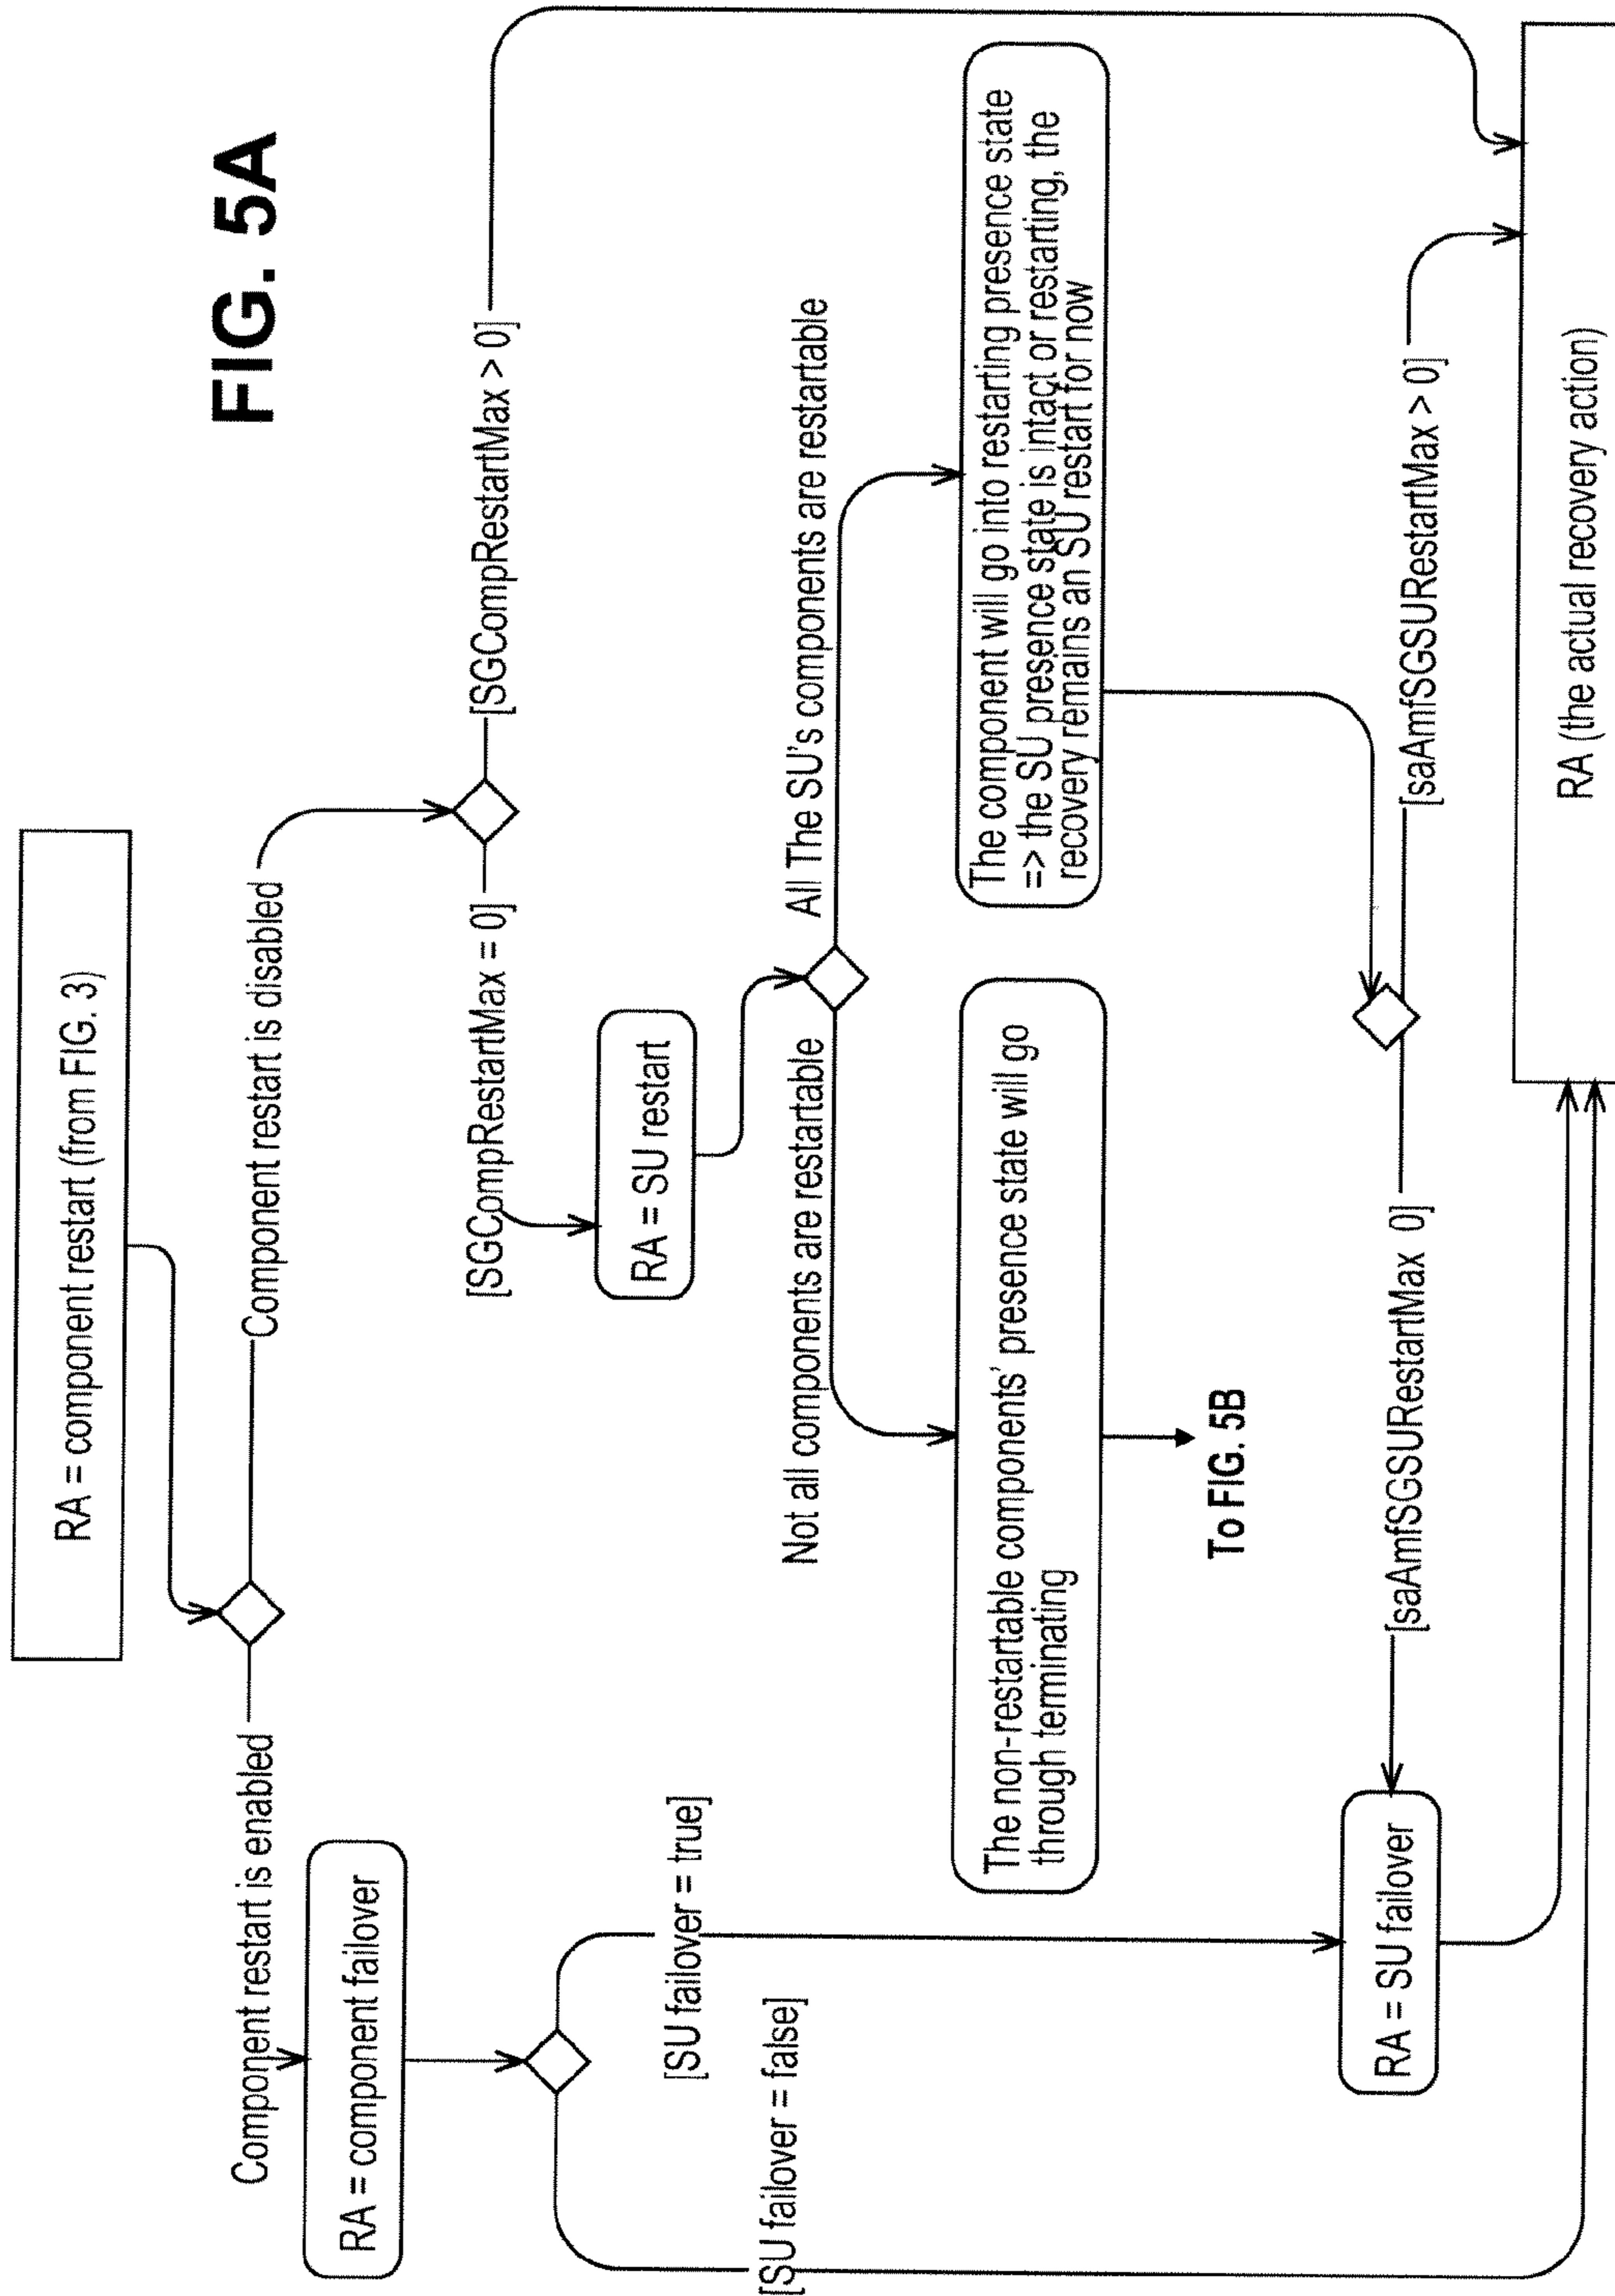 FIG. 5A
RA = component restart (from FIG. 3)
Component restart is enabled
Component restart is disabled
RA = component failover
[SGCompRestartMax = 0]
[SGCompRestartMax > 0]
RA = SU restart
[SU failover = true]
[SU failover = false]
Not all components are restartable
All The SU's components are restartable
The non-restartable components' presence state will go
through terminating
The component will go into restarting presence state
=> the SU presence state is intact or restarting, the
recovery remains an SU restart for now
To FIG. 5B
[saAmfSGSURestartMax 0]
[saAmfSGSURestartMax > 0]
RA = SU failover
RA (the actual recovery action)